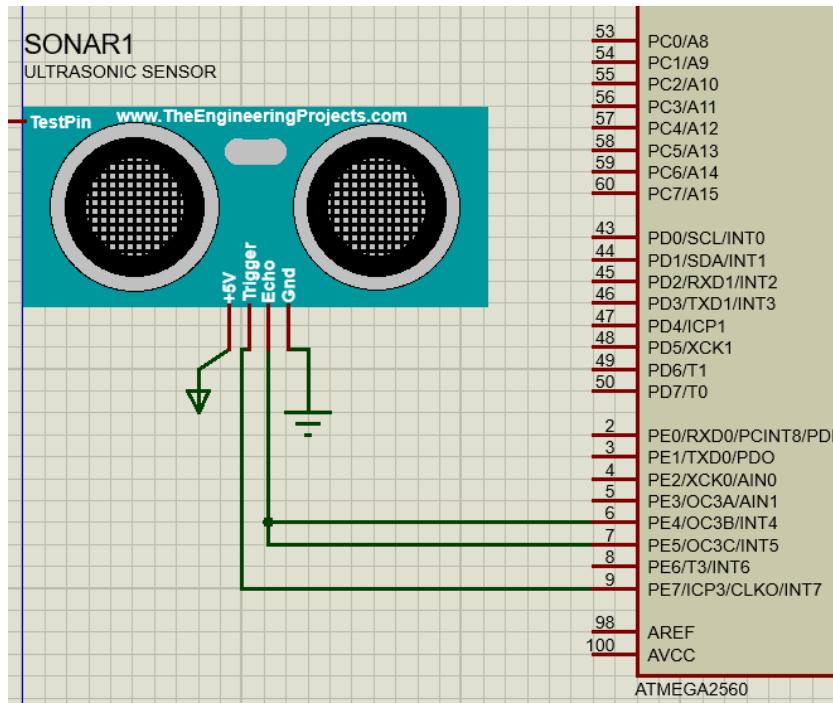 SONAR1
ULTRASONIC SENSOR
TestPin
www.TheEngineeringProjects.com
+5V
Trigger
Echo
Gnd
53 PC0/A8
54 PC1/A9
55 PC2/A10
56 PC3/A11
57 PC4/A12
58 PC5/A13
59 PC6/A14
60 PC7/A15
43 PD0/SCL/INT0
44 PD1/SDA/INT1
45 PD2/RXD1/INT2
46 PD3/TXD1/INT3
47 PD4/ICP1
48 PD5/XCK1
49 PD6/T1
50 PD7/T0
2 PE0/RXD0/PCINT8/PDI
3 PE1/TXD0/PDO
4 PE2/XCK0/AIN0
5 PE3/OC3A/AIN1
6 PE4/OC3B/INT4
7 PE5/OC3C/INT5
8 PE6/T3/INT6
9 PE7/ICP3/CLKO/INT7
98 AREF
100 AVCC
ATMEGA2560